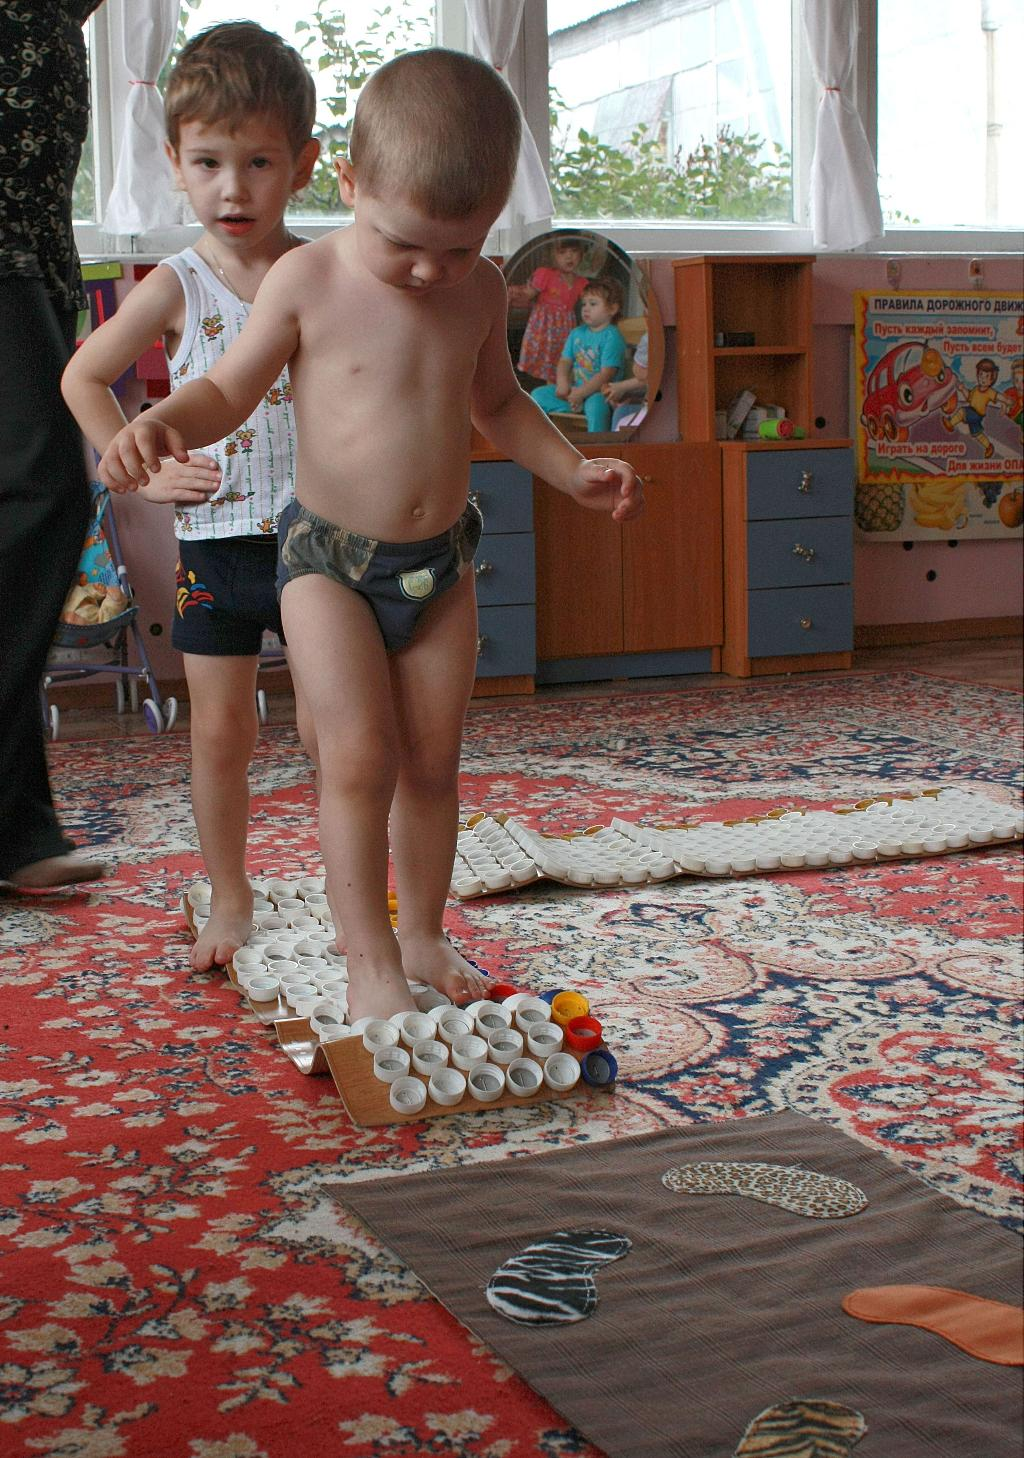 ПРАВИЛА ДОРОЖНОГО ДВИЖ
Пусть каждый запомнит,
Пусть всем будет
Играть на дороге
Для жизни ОПА